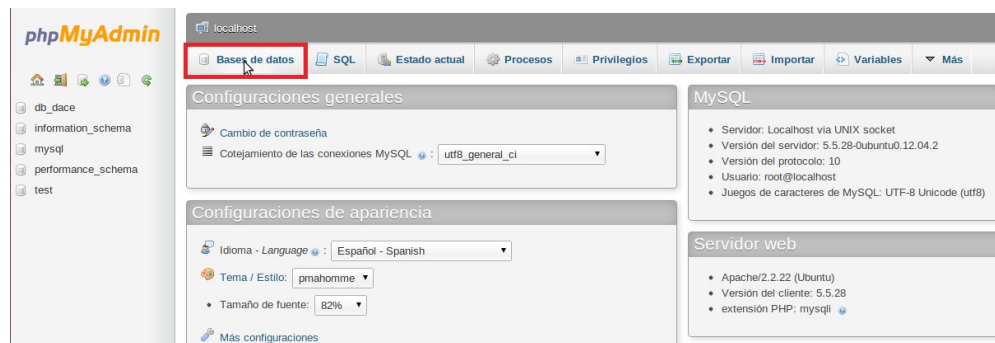 phpMyAdmin
db_dace
information_schema
mysql
performance_schema
test
localhost
Bases de datos
SQL
Estado actual
Procesos
Privilegios
Exportar
Importar
Variables
Más
Configuraciones generales
Cambio de contraseña
Cotejamiento de las conexiones MySQL : utf8_general_ci
Configuraciones de apariencia
Idioma - Language : Español - Spanish
Tema / Estilo: pmahomme
Tamaño de fuente: 82%
Más configuraciones
MySQL
Servidor: Localhost via UNIX socket
Versión del servidor: 5.5.28-0ubuntu0.12.04.2
Versión del protocolo: 10
Usuario: root@localhost
Juegos de caracteres de MySQL: UTF-8 Unicode (utf8)
Servidor web
Apache/2.2.22 (Ubuntu)
Versión del cliente: 5.5.28
extensión PHP: mysqli